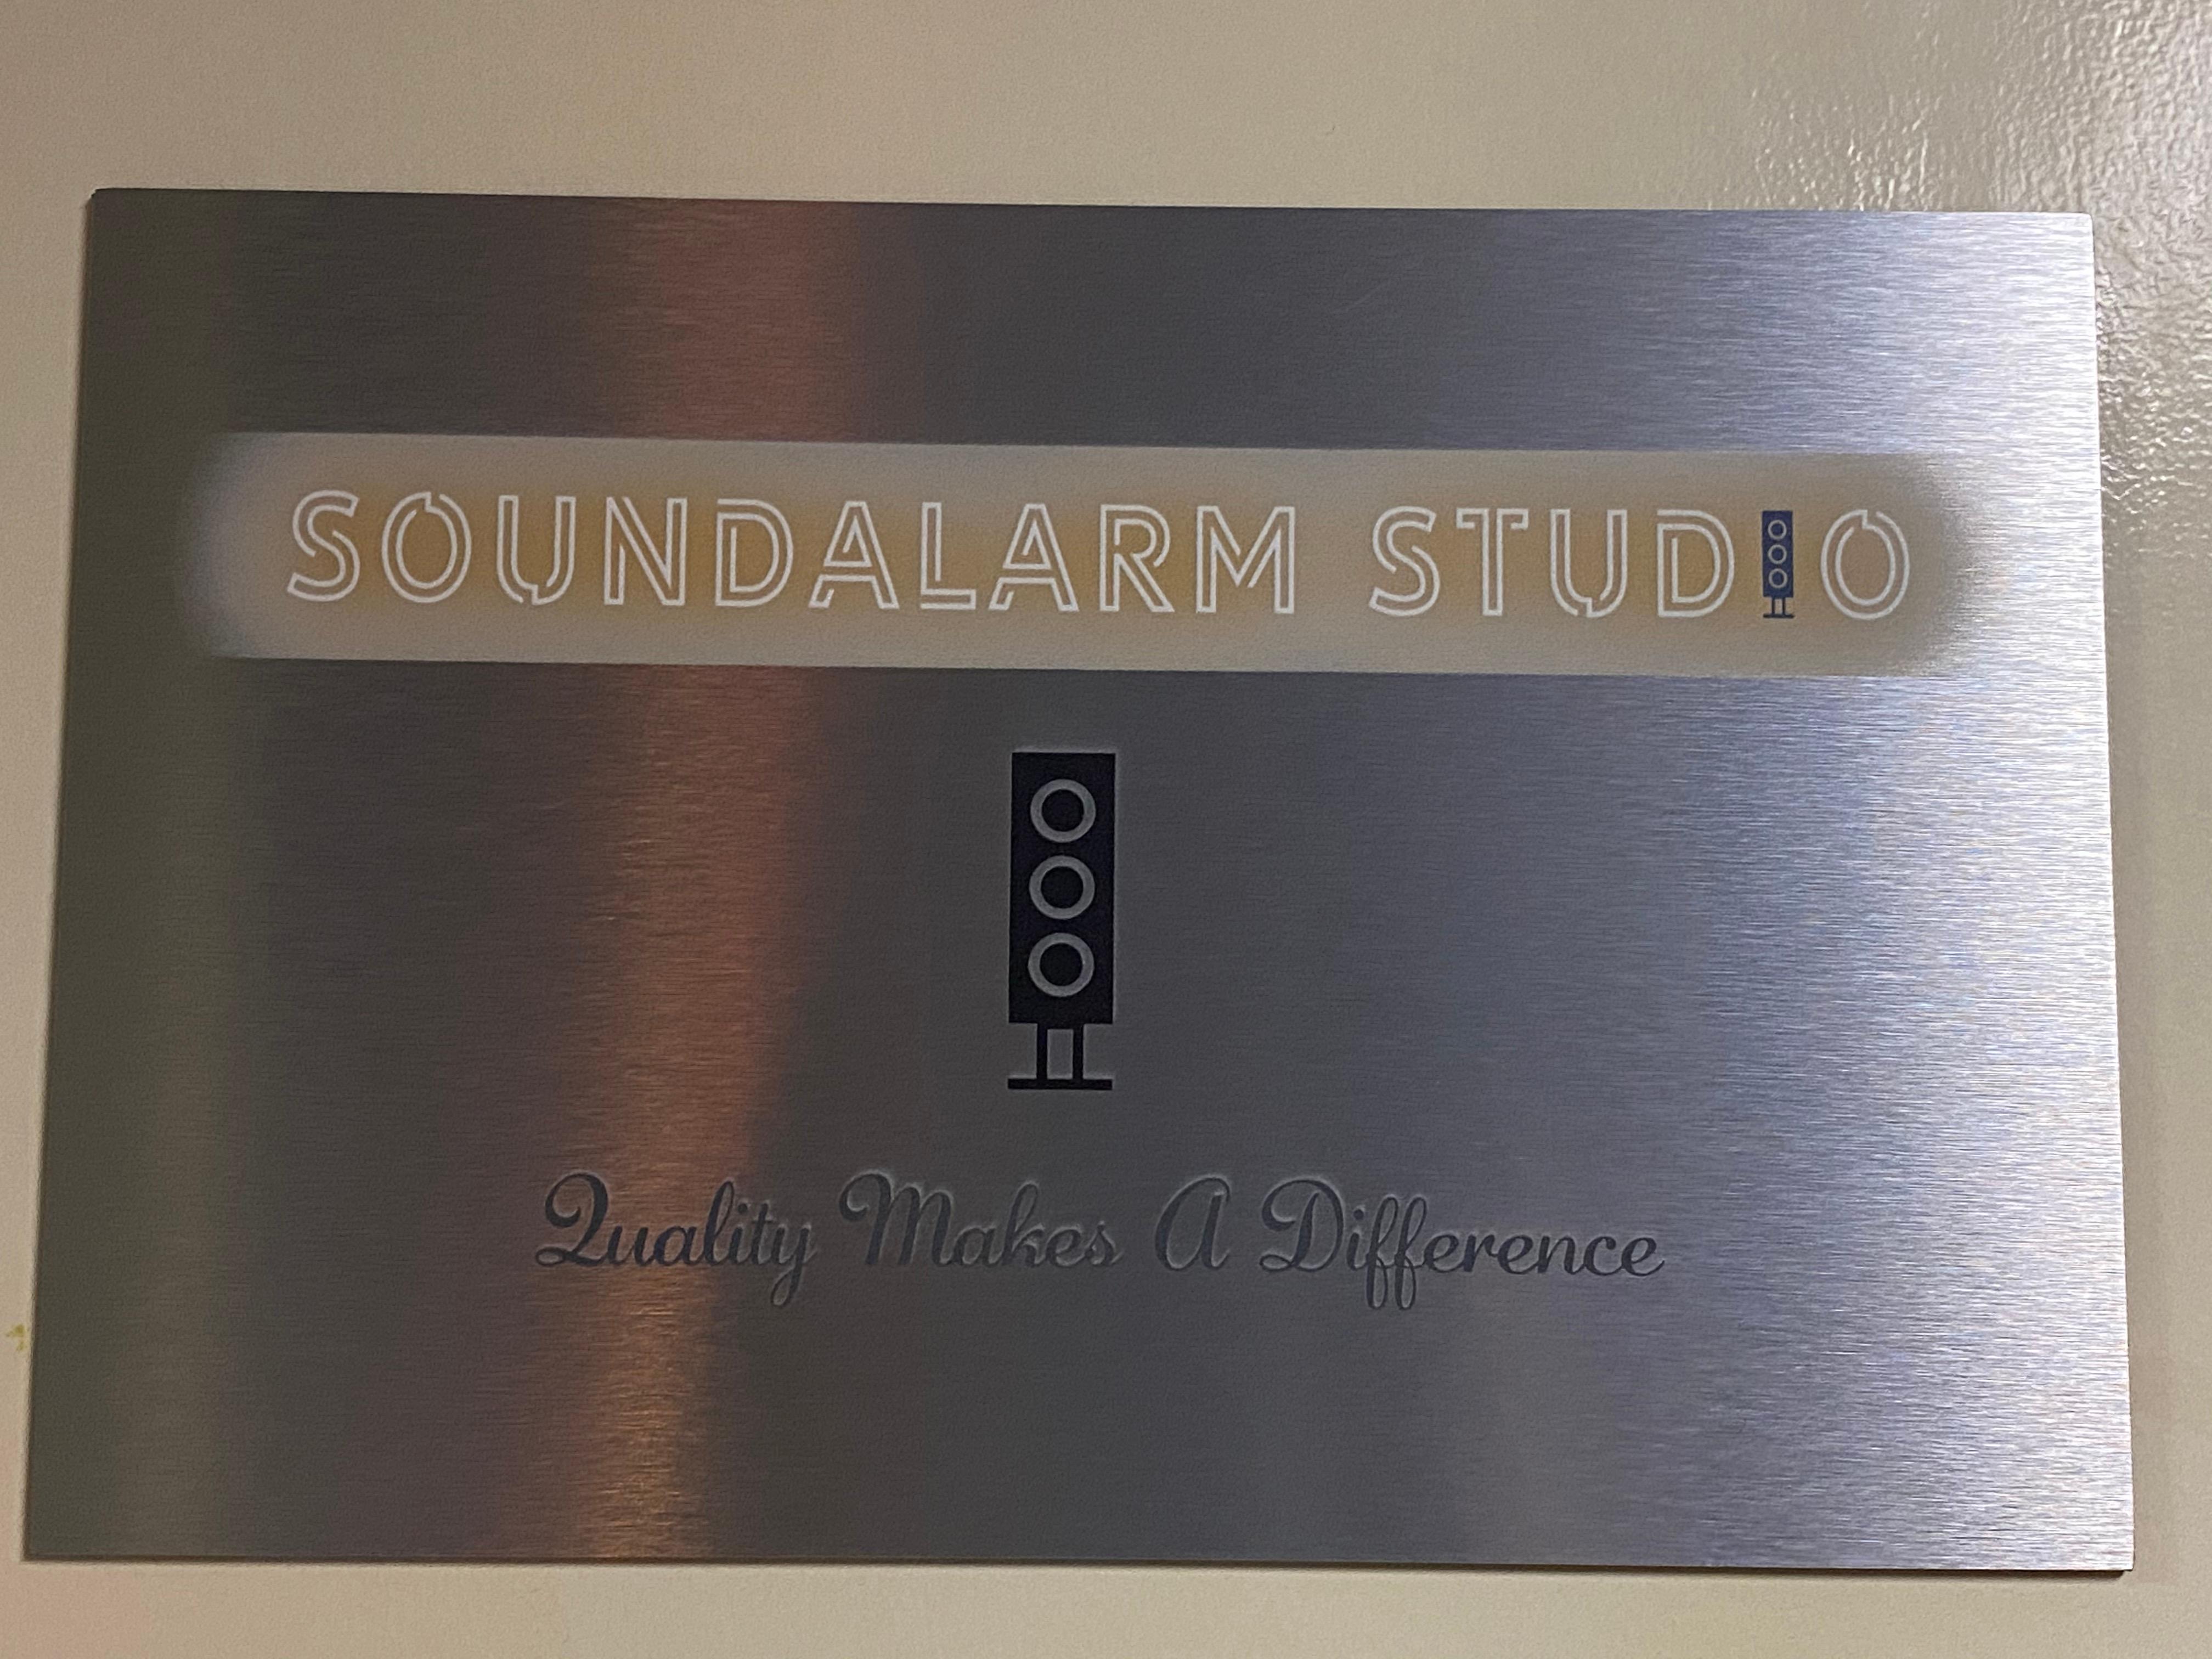 SOUNDALARM STUDIO
Quality Makes A Difference